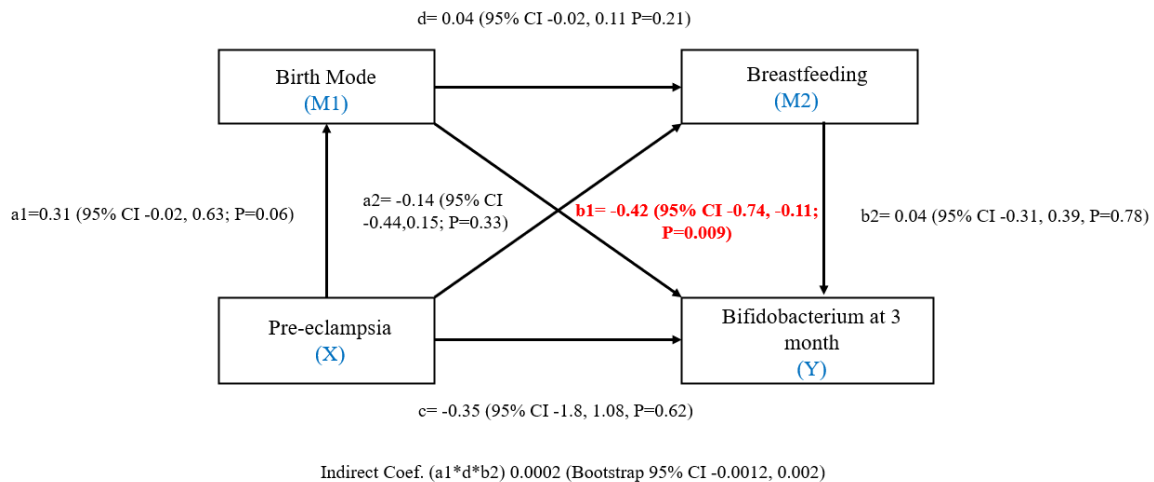 d= 0.04 (95% CI -0.02, 0.11 P=0.21)
Birth Mode
(M1)
Breastfeeding
(M2)
a1=0.31 (95% CI -0.02, 0.63; P=0.06)
a2= -0.14 (95% CI
-0.44,0.15; P=0.33)
b1= -0.42 (95% CI -0.74, -0.11;
P=0.009)
b2= 0.04 (95% CI -0.31, 0.39, P=0.78)
Pre-eclampsia
(X)
Bifidobacterium at 3
month
(Y)
c= -0.35 (95% CI -1.8, 1.08, P=0.62)
Indirect Coef. (a1*d*b2) 0.0002 (Bootstrap 95% CI -0.0012, 0.002)